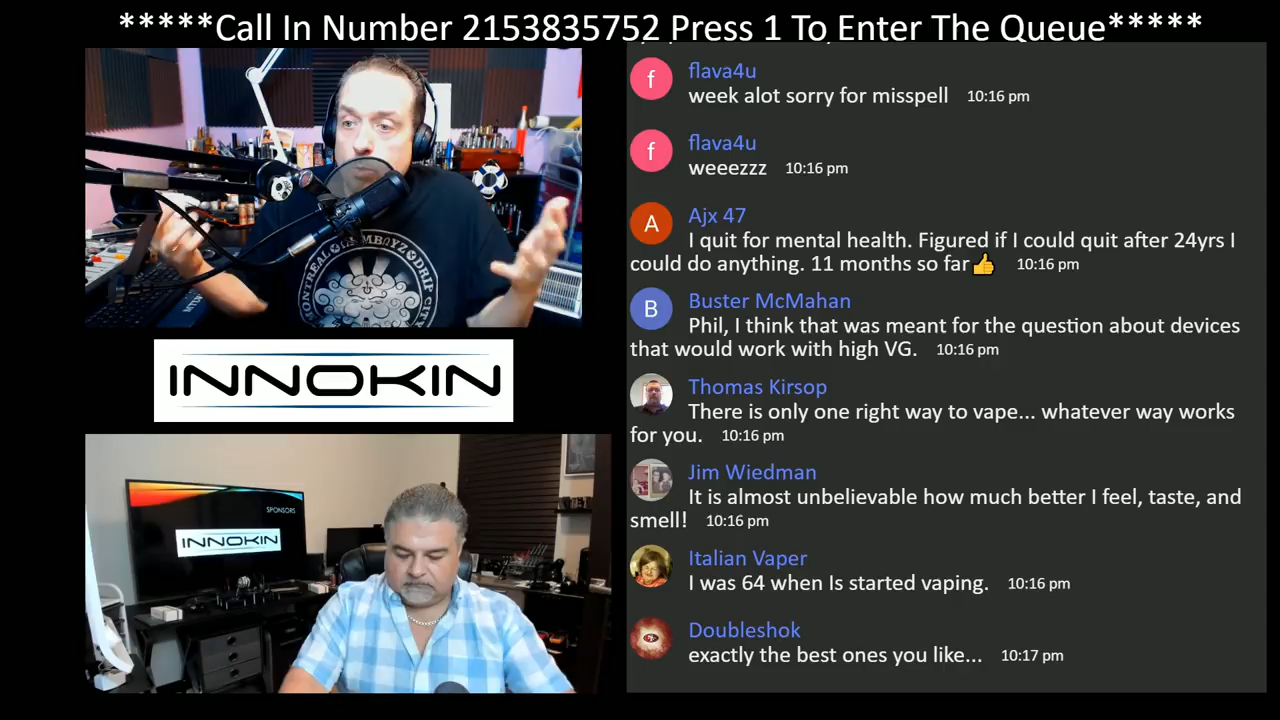 *****Call In Number 2153835752 Press 1 To Enter The Queue*****
MONTREAL VAMBOYZ DRIP CITY
INNOKIN
SPONSORS
INNOKIN
f
flava4u
week alot sorry for misspell 10:16 pm
f
flava4u
weeezzz 10:16 pm
A
Ajx 47
I quit for mental health. Figured if I could quit after 24yrs I
could do anything. 11 months so far👍 10:16 pm
B
Buster McMahan
Phil, I think that was meant for the question about devices
that would work with high VG. 10:16 pm
Thomas Kirsop
There is only one right way to vape... whatever way works
for you. 10:16 pm
Jim Wiedman
It is almost unbelievable how much better I feel, taste, and
smell! 10:16 pm
Italian Vaper
I was 64 when Is started vaping. 10:16 pm
Doubleshok
exactly the best ones you like... 10:17 pm